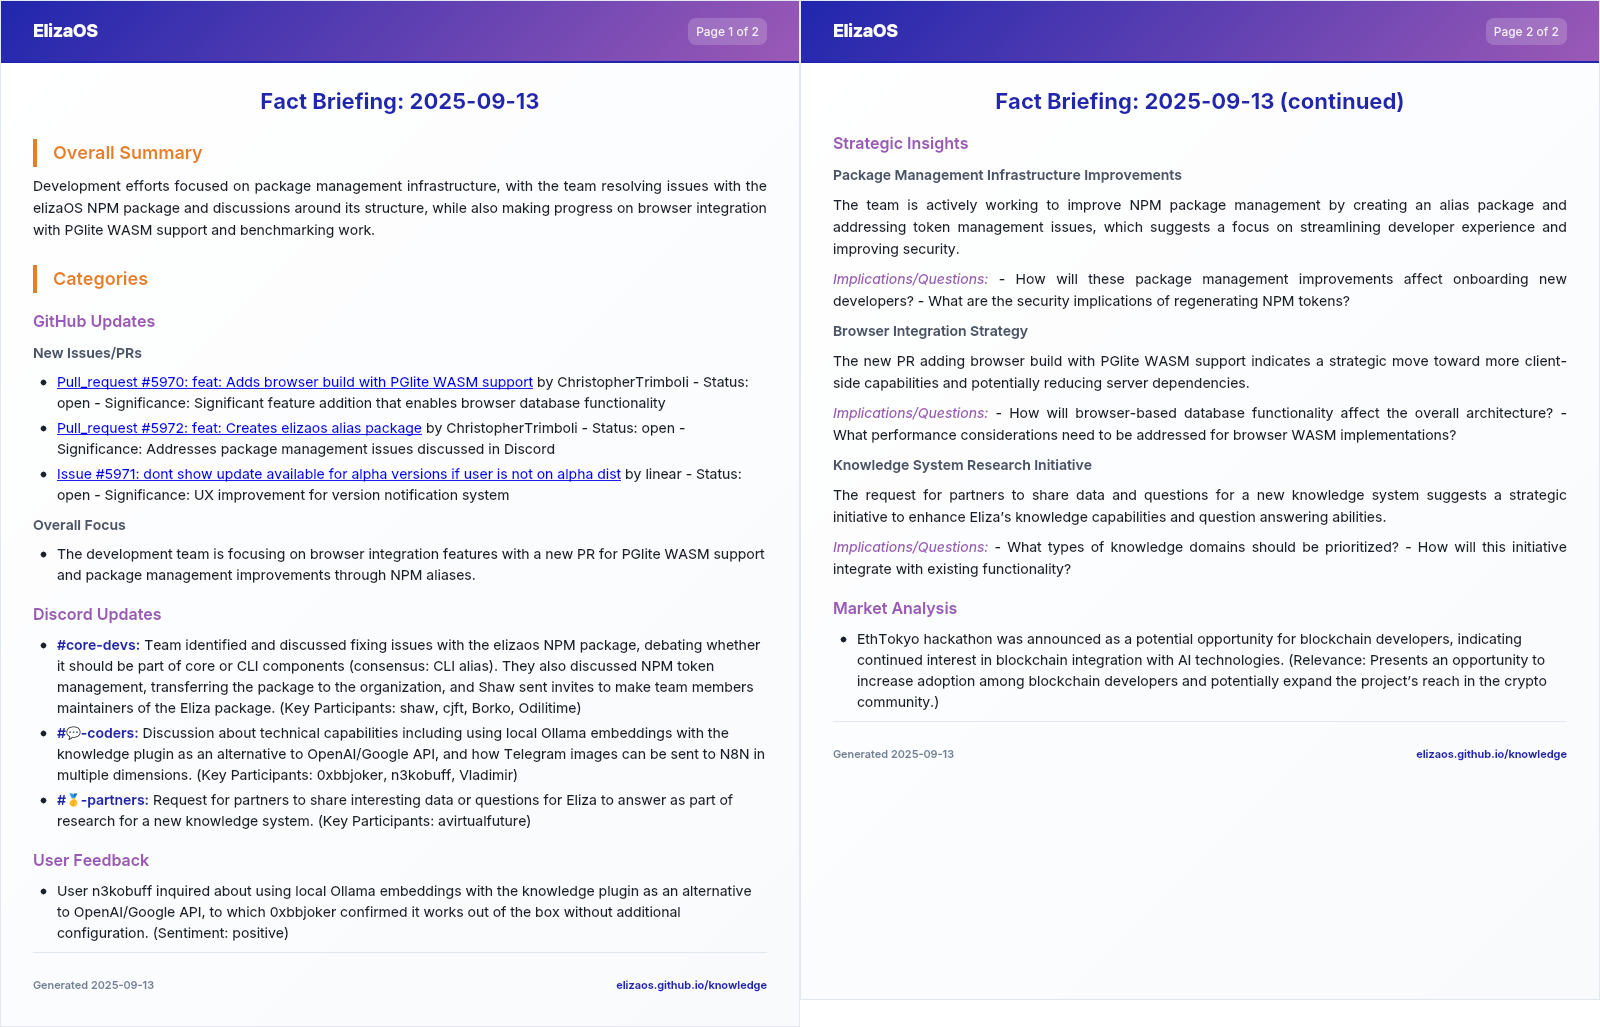 ElizaOS
Page 1 of 2
Fact Briefing: 2025-09-13
Overall Summary
Development efforts focused on package management infrastructure, with the team resolving issues with the
elizaOS NPM package and discussions around its structure, while also making progress on browser integration
with PGlite WASM support and benchmarking work.
Categories
GitHub Updates
New Issues/PRs
• Pull_request #5970: feat: Adds browser build with PGlite WASM support by ChristopherTrimboli - Status:
open - Significance: Significant feature addition that enables browser database functionality
• Pull_request #5972: feat: Creates elizaos alias package by ChristopherTrimboli - Status: open -
Significance: Addresses package management issues discussed in Discord
• Issue #5971: dont show update available for alpha versions if user is not on alpha dist by linear - Status:
open - Significance: UX improvement for version notification system
Overall Focus
• The development team is focusing on browser integration features with a new PR for PGlite WASM support
and package management improvements through NPM aliases.
Discord Updates
• #core-devs: Team identified and discussed fixing issues with the elizaos NPM package, debating whether
it should be part of core or CLI components (consensus: CLI alias). They also discussed NPM token
management, transferring the package to the organization, and Shaw sent invites to make team members
maintainers of the Eliza package. (Key Participants: shaw, cjft, Borko, Odilitime)
• #💬-coders: Discussion about technical capabilities including using local Ollama embeddings with the
knowledge plugin as an alternative to OpenAI/Google API, and how Telegram images can be sent to N8N in
multiple dimensions. (Key Participants: 0xbbjoker, n3kobuff, Vladimir)
• #🥇-partners: Request for partners to share interesting data or questions for Eliza to answer as part of
research for a new knowledge system. (Key Participants: avirtualfuture)
User Feedback
• User n3kobuff inquired about using local Ollama embeddings with the knowledge plugin as an alternative
to OpenAI/Google API, to which 0xbbjoker confirmed it works out of the box without additional
configuration. (Sentiment: positive)
Generated 2025-09-13
elizaos.github.io/knowledge
ElizaOS
Page 2 of 2
Fact Briefing: 2025-09-13 (continued)
Strategic Insights
Package Management Infrastructure Improvements
The team is actively working to improve NPM package management by creating an alias package and
addressing token management issues, which suggests a focus on streamlining developer experience and
improving security.
Implications/Questions: - How will these package management improvements affect onboarding new
developers? - What are the security implications of regenerating NPM tokens?
Browser Integration Strategy
The new PR adding browser build with PGlite WASM support indicates a strategic move toward more client-
side capabilities and potentially reducing server dependencies.
Implications/Questions: - How will browser-based database functionality affect the overall architecture? -
What performance considerations need to be addressed for browser WASM implementations?
Knowledge System Research Initiative
The request for partners to share data and questions for a new knowledge system suggests a strategic
initiative to enhance Eliza's knowledge capabilities and question answering abilities.
Implications/Questions: - What types of knowledge domains should be prioritized? - How will this initiative
integrate with existing functionality?
Market Analysis
• EthTokyo hackathon was announced as a potential opportunity for blockchain developers, indicating
continued interest in blockchain integration with AI technologies. (Relevance: Presents an opportunity to
increase adoption among blockchain developers and potentially expand the project's reach in the crypto
community.)
Generated 2025-09-13
elizaos.github.io/knowledge